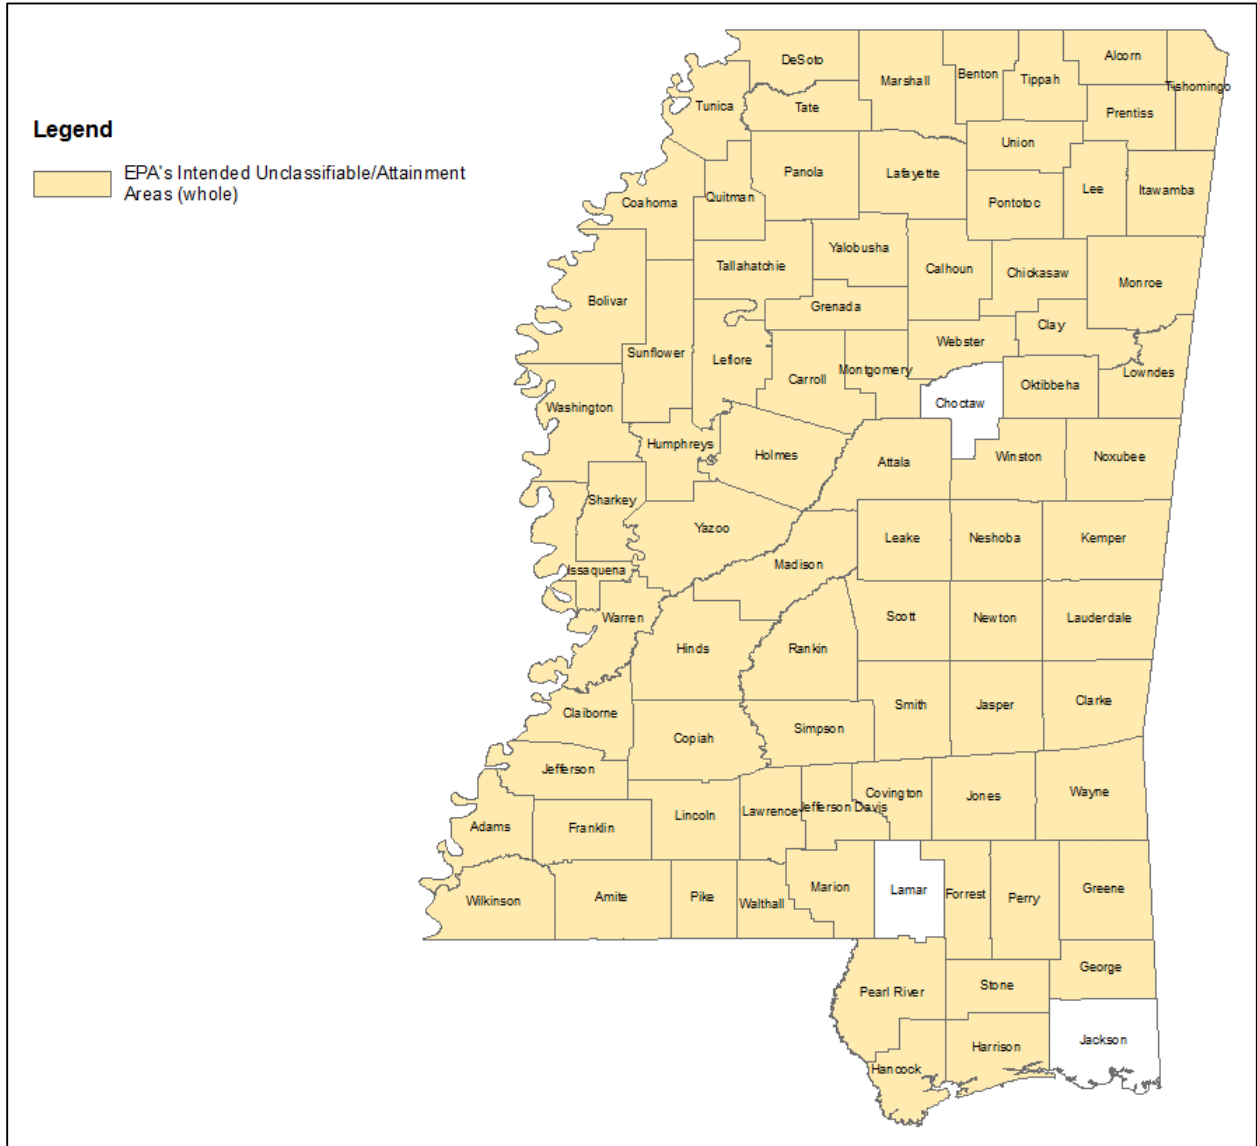 DeSoto
Marshall
Benton
Tippah
Alcorn
Tishomingo
Tunica
Tate
Prentiss
Legend
EPA's Intended Unclassifiable/Attainment
Areas (whole)
Union
Panola
Lafayette
Lee
Itawamba
Quitman
Coahoma
Pontotoc
Yalobusha
Tallahatchie
Calhoun
Chickasaw
Monroe
Bolivar
Grenada
Clay
Webster
Sunflower
Leflore
Montgomery
Carroll
Lowndes
Oktibbeha
Choctaw
Washington
Humphreys
Holmes
Attala
Winston
Noxubee
Sharkey
Yazoo
Leake
Neshoba
Kemper
Madison
Issaquena
Warren
Scott
Newton
Lauderdale
Hinds
Rankin
Claiborne
Smith
Jasper
Clarke
Copiah
Simpson
Jefferson
Covington
Jones
Wayne
Jefferson Davis
Lawrence
Lincoln
Adams
Franklin
Marion
Lamar
Forrest
Perry
Greene
Wilkinson
Amite
Pike
Walthall
George
Pearl River
Stone
Jackson
Harrison
Hancock